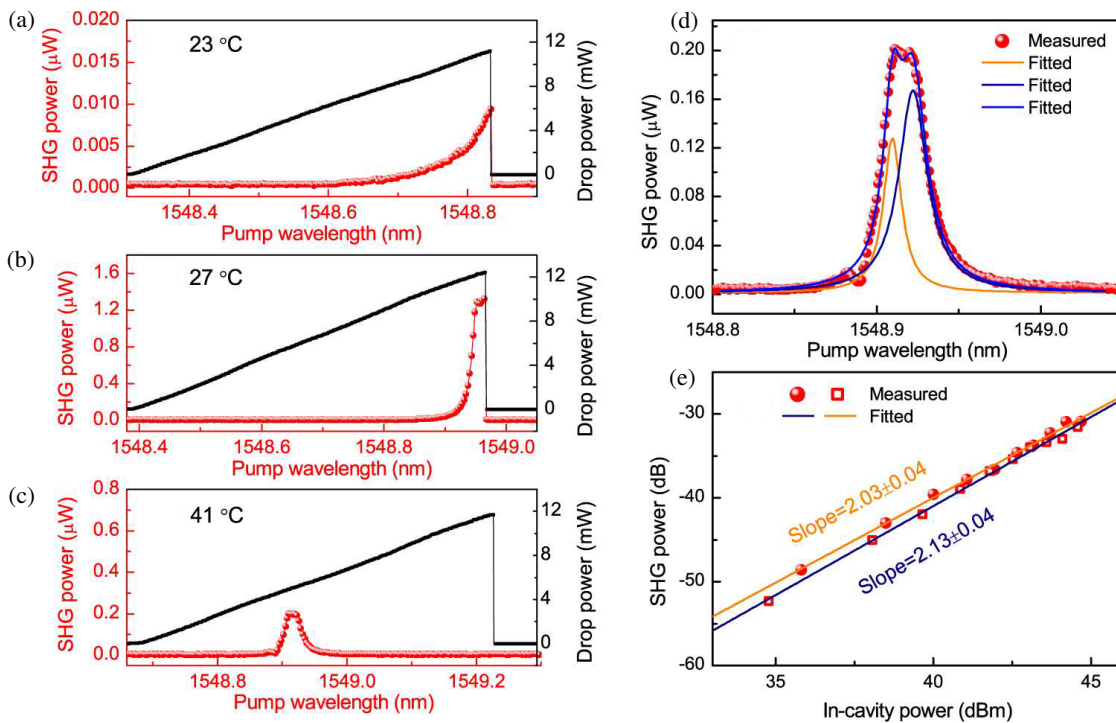 (a)
0.020
0.015
0.010
0.005
0.000
SHG power (μW)
23 °C
12
8
4
0
Drop power (mW)
1548.4
1548.6
1548.8
Pump wavelength (nm)
(b)
1.6
1.2
0.8
0.4
0.0
SHG power (μW)
27 °C
12
8
4
0
Drop power (mW)
1548.4
1548.6
1548.8
1549.0
Pump wavelength (nm)
(c)
0.8
0.6
0.4
0.2
0.0
SHG power (μW)
41 °C
12
8
4
0
Drop power (mW)
1548.8
1549.0
1549.2
Pump wavelength (nm)
(d)
0.20
0.16
0.12
0.08
0.04
0.00
SHG power (μW)
Measured
Fitted
Fitted
Fitted
1548.8
1548.9
1549.0
Pump wavelength (nm)
(e)
-30
-40
-50
-60
SHG power (dB)
Measured
Fitted
Slope=2.03±0.04
Slope=2.13±0.04
35
40
45
In-cavity power (dBm)